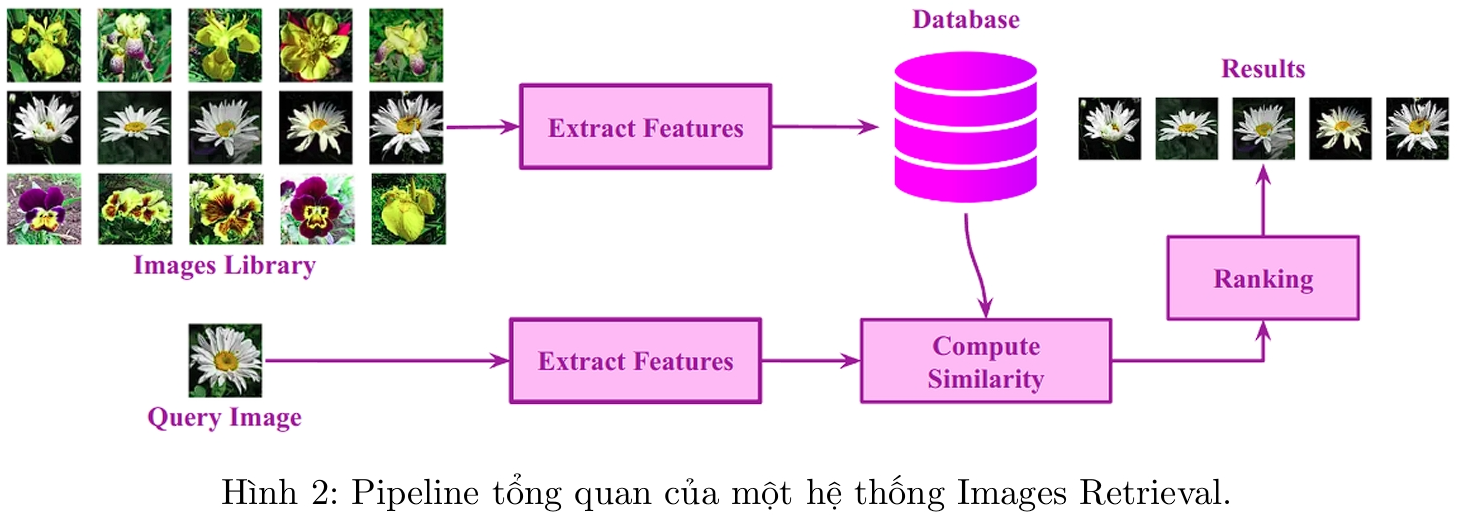 Database
Results
Extract Features
Images Library
Ranking
Extract Features
Compute
Similarity
Query Image
Hình 2: Pipeline tổng quan của một hệ thống Images Retrieval.